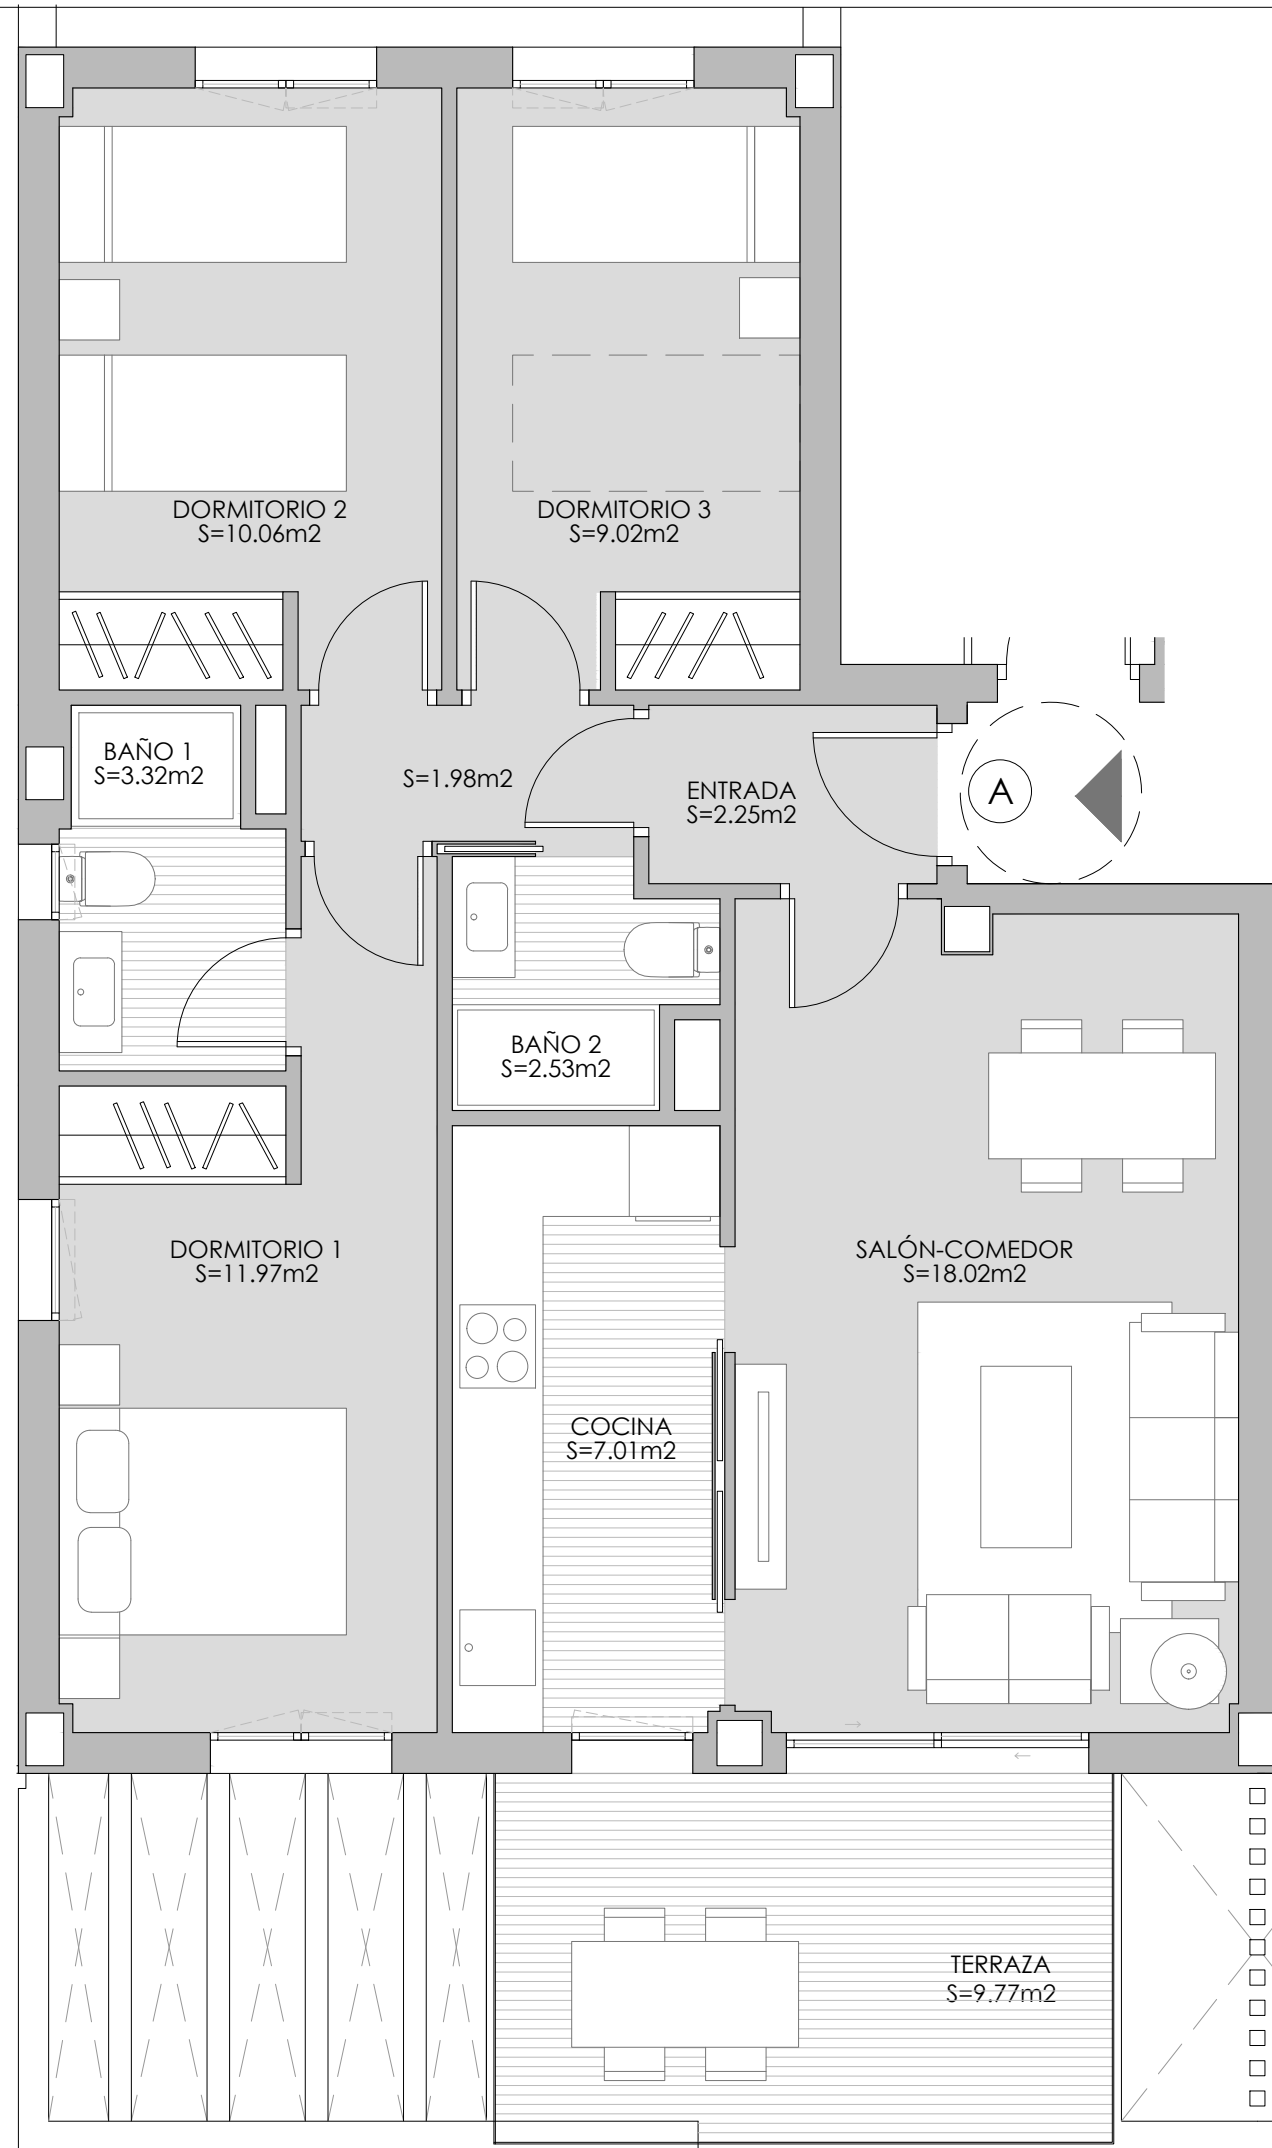 DORMITORIO 2
S=10.06m2
DORMITORIO 3
S=9.02m2
BAÑO 1
S=3.32m2
S=1.98m2
ENTRADA
S=2.25m2
A
BAÑO 2
S=2.53m2
DORMITORIO 1
S=11.97m2
SALÓN-COMEDOR
S=18.02m2
COCINA
S=7.01m2
TERRAZA
S=9.77m2